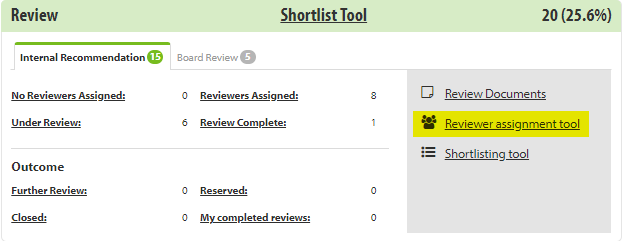 Review Shortlist Tool 20 (25.6%)
Internal Recommendation 15 Board Review 5
No Reviewers Assigned: 0 Reviewers Assigned: 8
Under Review: 6 Review Complete: 1
Outcome
Further Review: 0 Reserved: 0
Closed: 0 My completed reviews: 0
Review Documents
Reviewer assignment tool
Shortlisting tool